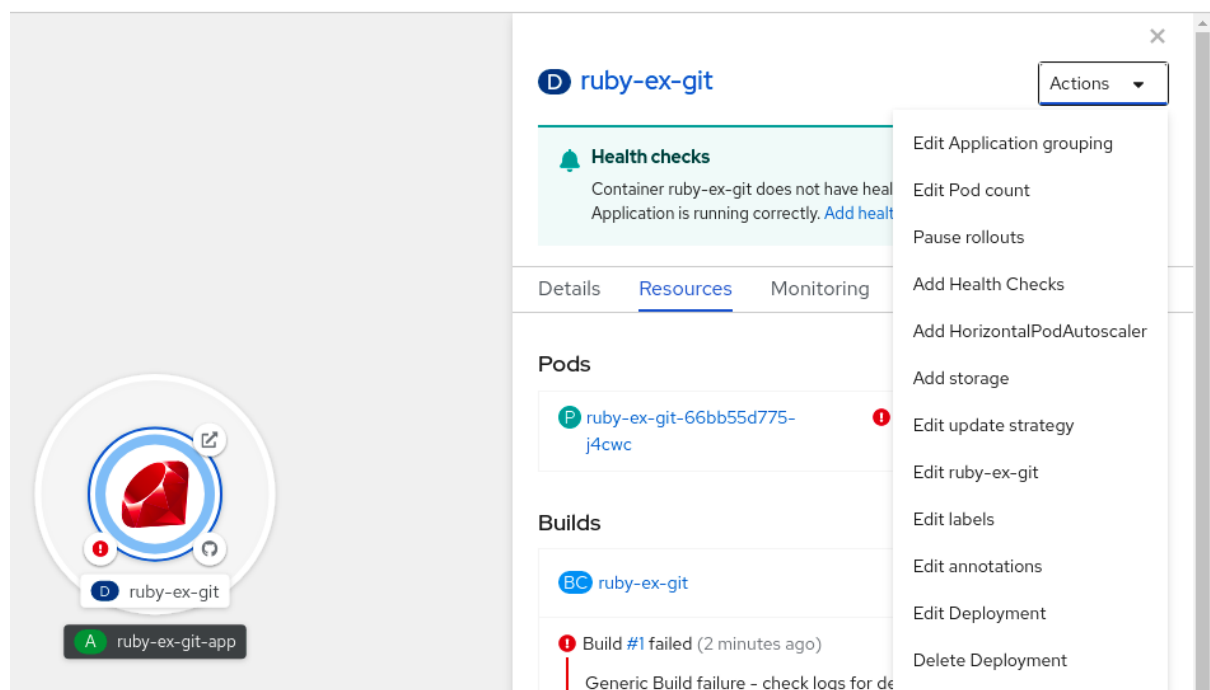 D ruby-ex-git
Actions
Health checks
Container ruby-ex-git does not have
Application is running correctly. Add
Details Resources Monitoring
Pods
P ruby-ex-git-66bb55d775-
j4cwc
Builds
BC ruby-ex-git
Build #1 failed (2 minutes ago)
Generic Build failure - check logs for
Edit Application grouping
Edit Pod count
Pause rollouts
Add Health Checks
Add HorizontalPodAutoscaler
Add storage
Edit update strategy
Edit ruby-ex-git
Edit labels
Edit annotations
Edit Deployment
Delete Deployment
D ruby-ex-git
A ruby-ex-git-app